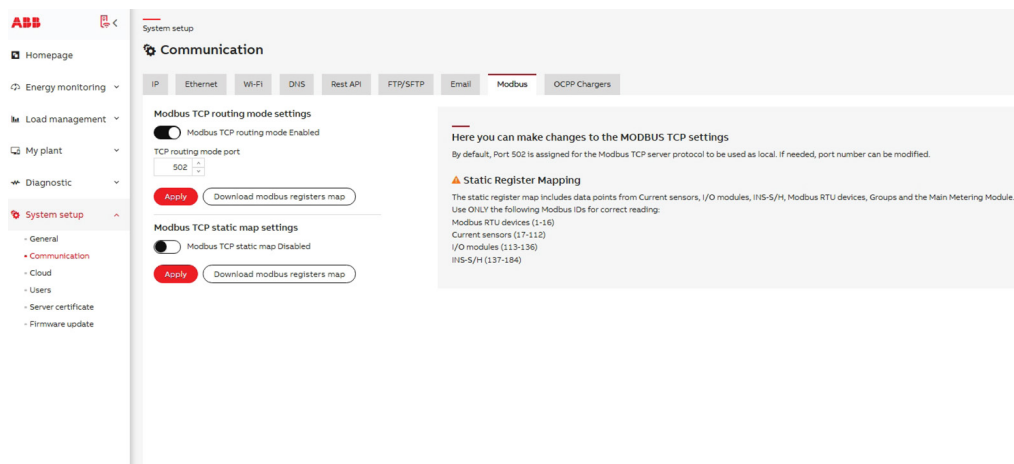 ABB
Homepage
Energy monitoring
Load management
My plant
Diagnostic
System setup
- General
• Communication
- Cloud
- Users
- Server certificate
- Firmware update
System setup
Communication
IP
Ethernet
Wi-Fi
DNS
Rest API
FTP/SFTP
Email
Modbus
OCPP Chargers
Modbus TCP routing mode settings
Modbus TCP routing mode Enabled
TCP routing mode port
502
Apply
Download modbus registers map
Modbus TCP static map settings
Modbus TCP static map Disabled
Apply
Download modbus registers map
Here you can make changes to the MODBUS TCP settings
By default, Port 502 is assigned for the Modbus TCP server protocol to be used as local. If needed, port number can be modified.
Static Register Mapping
The static register map includes data points from Current sensors, I/O modules, INS-S/H, Modbus RTU devices, Groups and the Main Metering Module.
Use ONLY the following Modbus IDs for correct reading:
Modbus RTU devices (1-16)
Current sensors (17-112)
I/O modules (113-136)
INS-S/H (137-184)